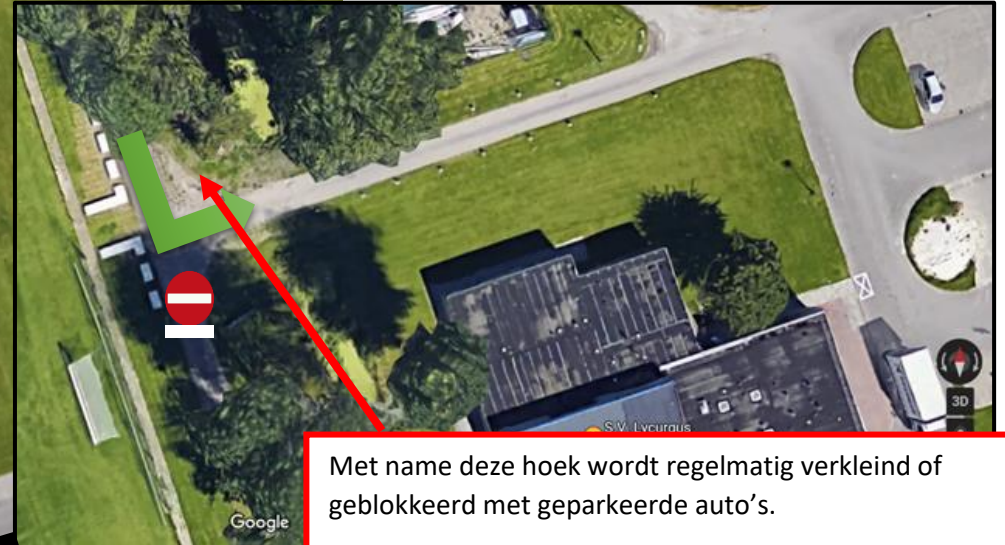 3D
S.V. Lycurgus
Met name deze hoek wordt regelmatig verkleind of
geblokkeerd met geparkeerde auto’s.
Google